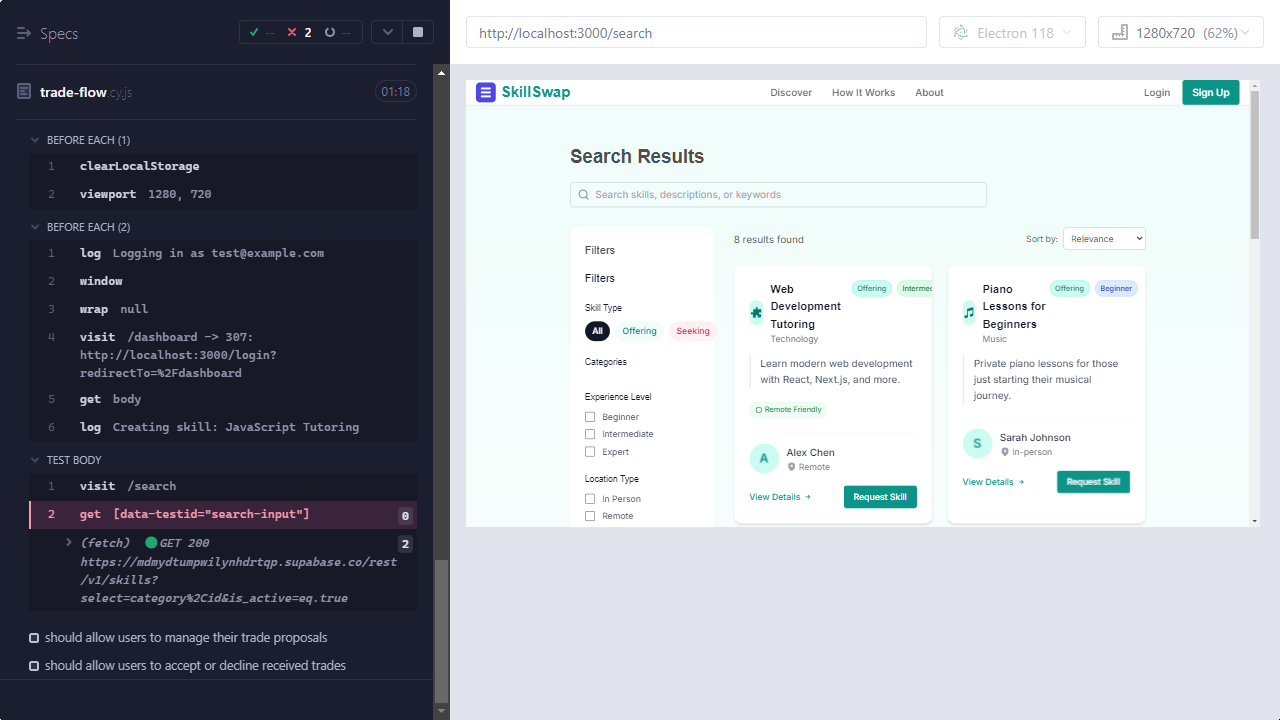 Specs
-- 2 --
trade-flow.cy.js
01:18
BEFORE EACH (1)
1 clearLocalStorage
2 viewport 1280, 720
BEFORE EACH (2)
1 log Logging in as test@example.com
2 window
3 wrap null
4 visit /dashboard -> 307:
http://localhost:3000/login?
redirectTo=%2Fdashboard
5 get body
6 log Creating skill: JavaScript Tutoring
TEST BODY
1 visit /search
2 get [data-testid="search-input"] 0
(fetch) GET 200 2
https://mdmydtumpwilynhdrtqp.supabase.co/rest
/v1/skills?
select=category%2Cid&is_active=eq.true
should allow users to manage their trade proposals
should allow users to accept or decline received trades
http://localhost:3000/search
Electron 118
1280x720 (62%)
SkillSwap
Discover How It Works About
Login Sign Up
Search Results
Search skills, descriptions, or keywords
Filters
Filters
Skill Type
All Offering Seeking
Categories
Experience Level
Beginner
Intermediate
Expert
Location Type
In Person
Remote
8 results found
Sort by: Relevance
Web
Development
Tutoring
Technology
Offering
Learn modern web development
with React, Next.js, and more.
Remote Friendly
A
Alex Chen
Remote
View Details →
Request Skill
Piano
Lessons for
Beginners
Music
Offering Beginner
Private piano lessons for those
just starting their musical
journey.
S
Sarah Johnson
In-person
View Details →
Request Skill